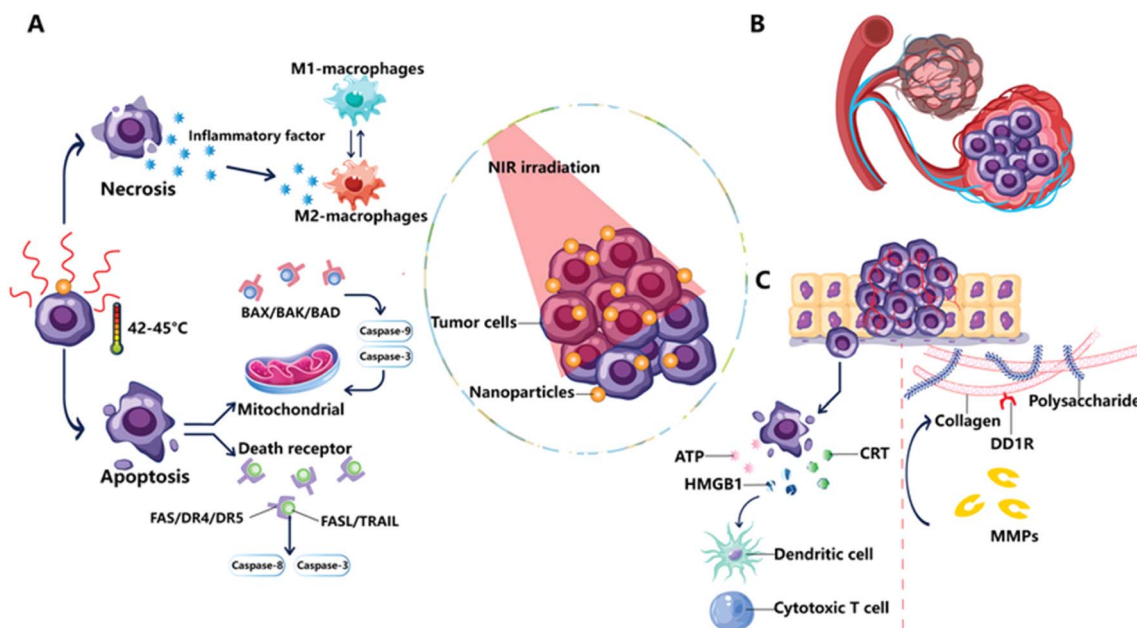 A
M1-macrophages
Inflammatory factor
Necrosis
M2-macrophages
42-45°C
BAX/BAK/BAD
Caspase-9
Caspase-3
Mitochondrial
Death receptor
Apoptosis
FAS/DR4/DR5
FASL/TRAIL
Caspase-8
Caspase-3
NIR irradiation
Tumor cells
Nanoparticles
B
C
ATP
CRT
HMGB1
Dendritic cell
Cytotoxic T cell
Polysaccharide
Collagen
DD1R
MMPs